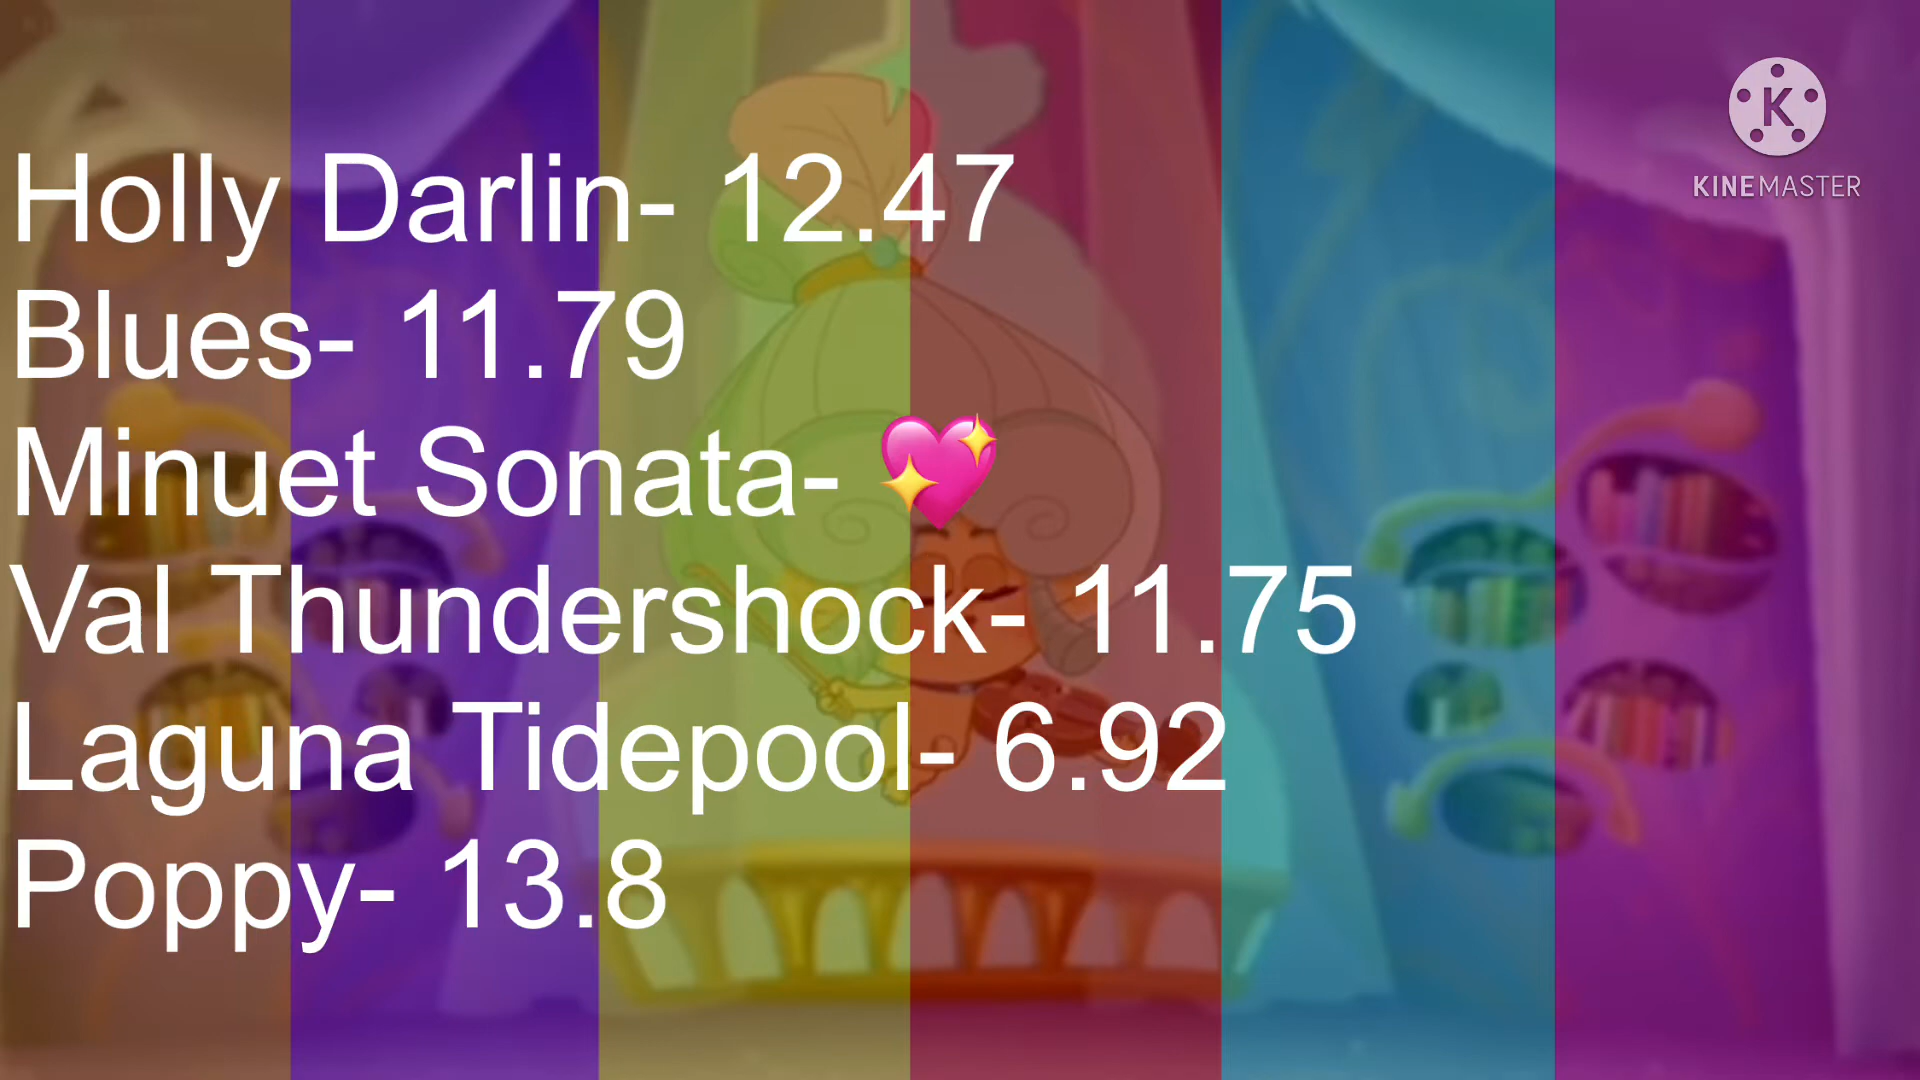 Holly Darlin- 12.47
Blues- 11.79
Minuet Sonata- 💖
Val Thundershock- 11.75
Laguna Tidepool- 6.92
Poppy- 13.8
K
KINEMASTER